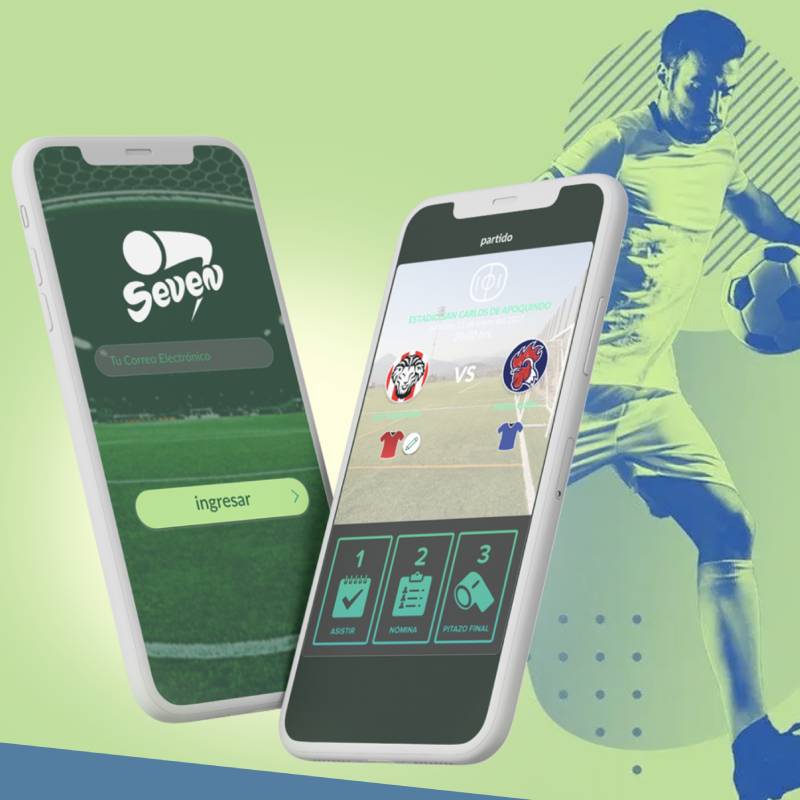 Seven
Tu Correo Electrónico
ingresar
partido
ESTADIO SAN CARLOS DE APOQUINDO
VS
1
ASISTIR
2
NÓMINA
3
PITAZO FINAL